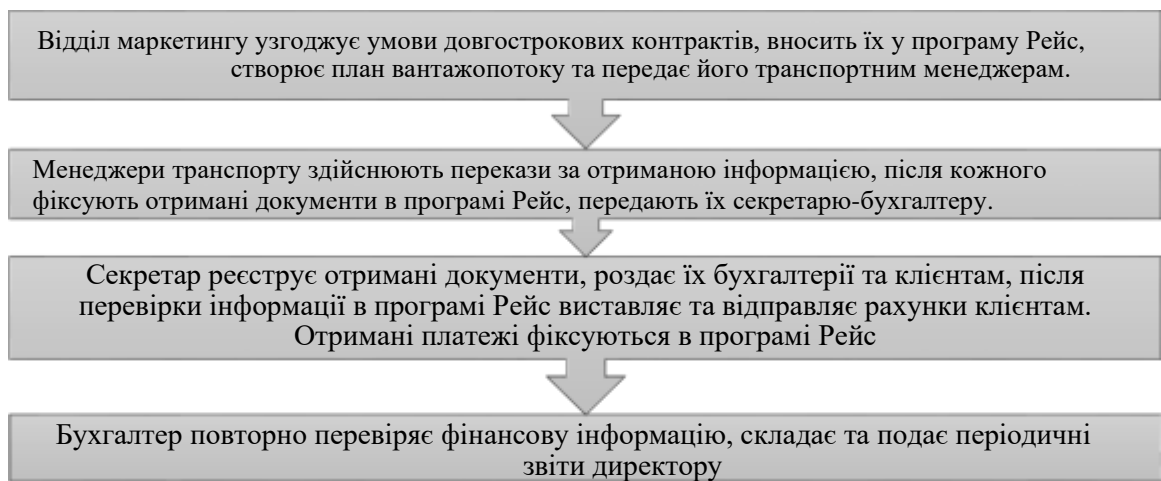 Відділ маркетингу узгоджує умови довгострокових контрактів, вносить їх у програму Рейс,
створює план вантажопотоку та передає його транспортним менеджерам.
Менеджери транспорту здійснюють перекази за отриманою інформацією, після кожного
фіксують отримані документи в програмі Рейс, передають їх секретарю-бухгалтеру.
Секретар реєструє отримані документи, роздає їх бухгалтерії та клієнтам, після
перевірки інформації в програмі Рейс виставляє та відправляє рахунки клієнтам.
Отримані платежі фіксуються в програмі Рейс
Бухгалтер повторно перевіряє фінансову інформацію, складає та подає періодичні
звіти директору